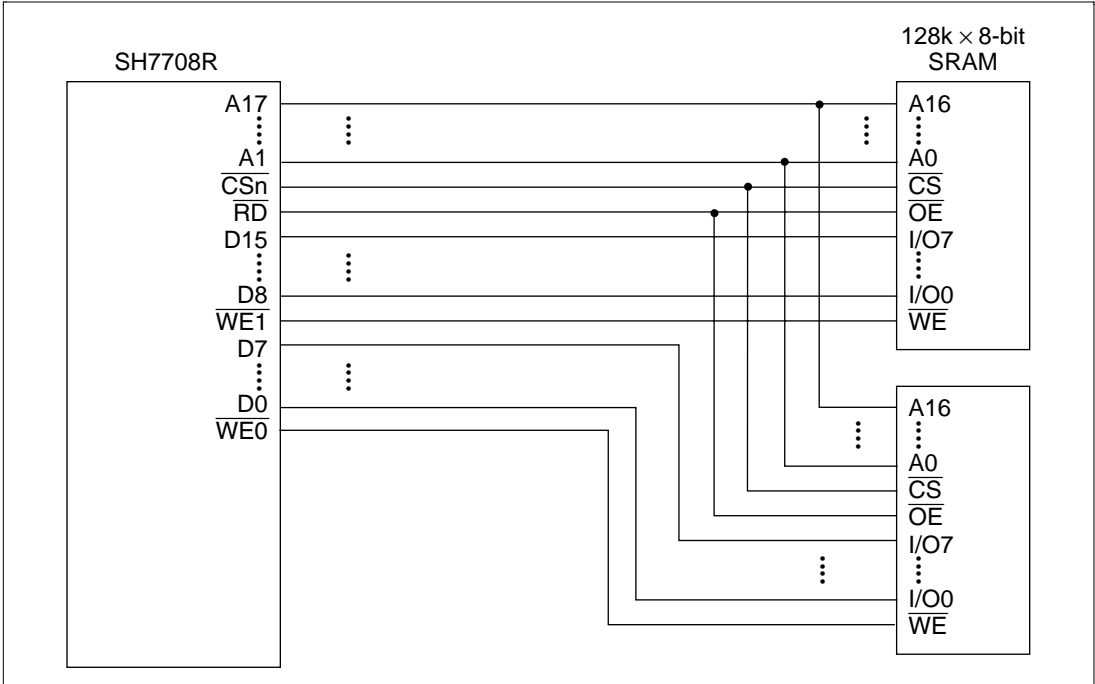 SH7708R
A17
A1
CSn
RD
D15
D8
WE1
D7
D0
WE0
128k × 8-bit
SRAM
A16
A0
CS
OE
I/O7
I/O0
WE
A16
A0
CS
OE
I/O7
I/O0
WE